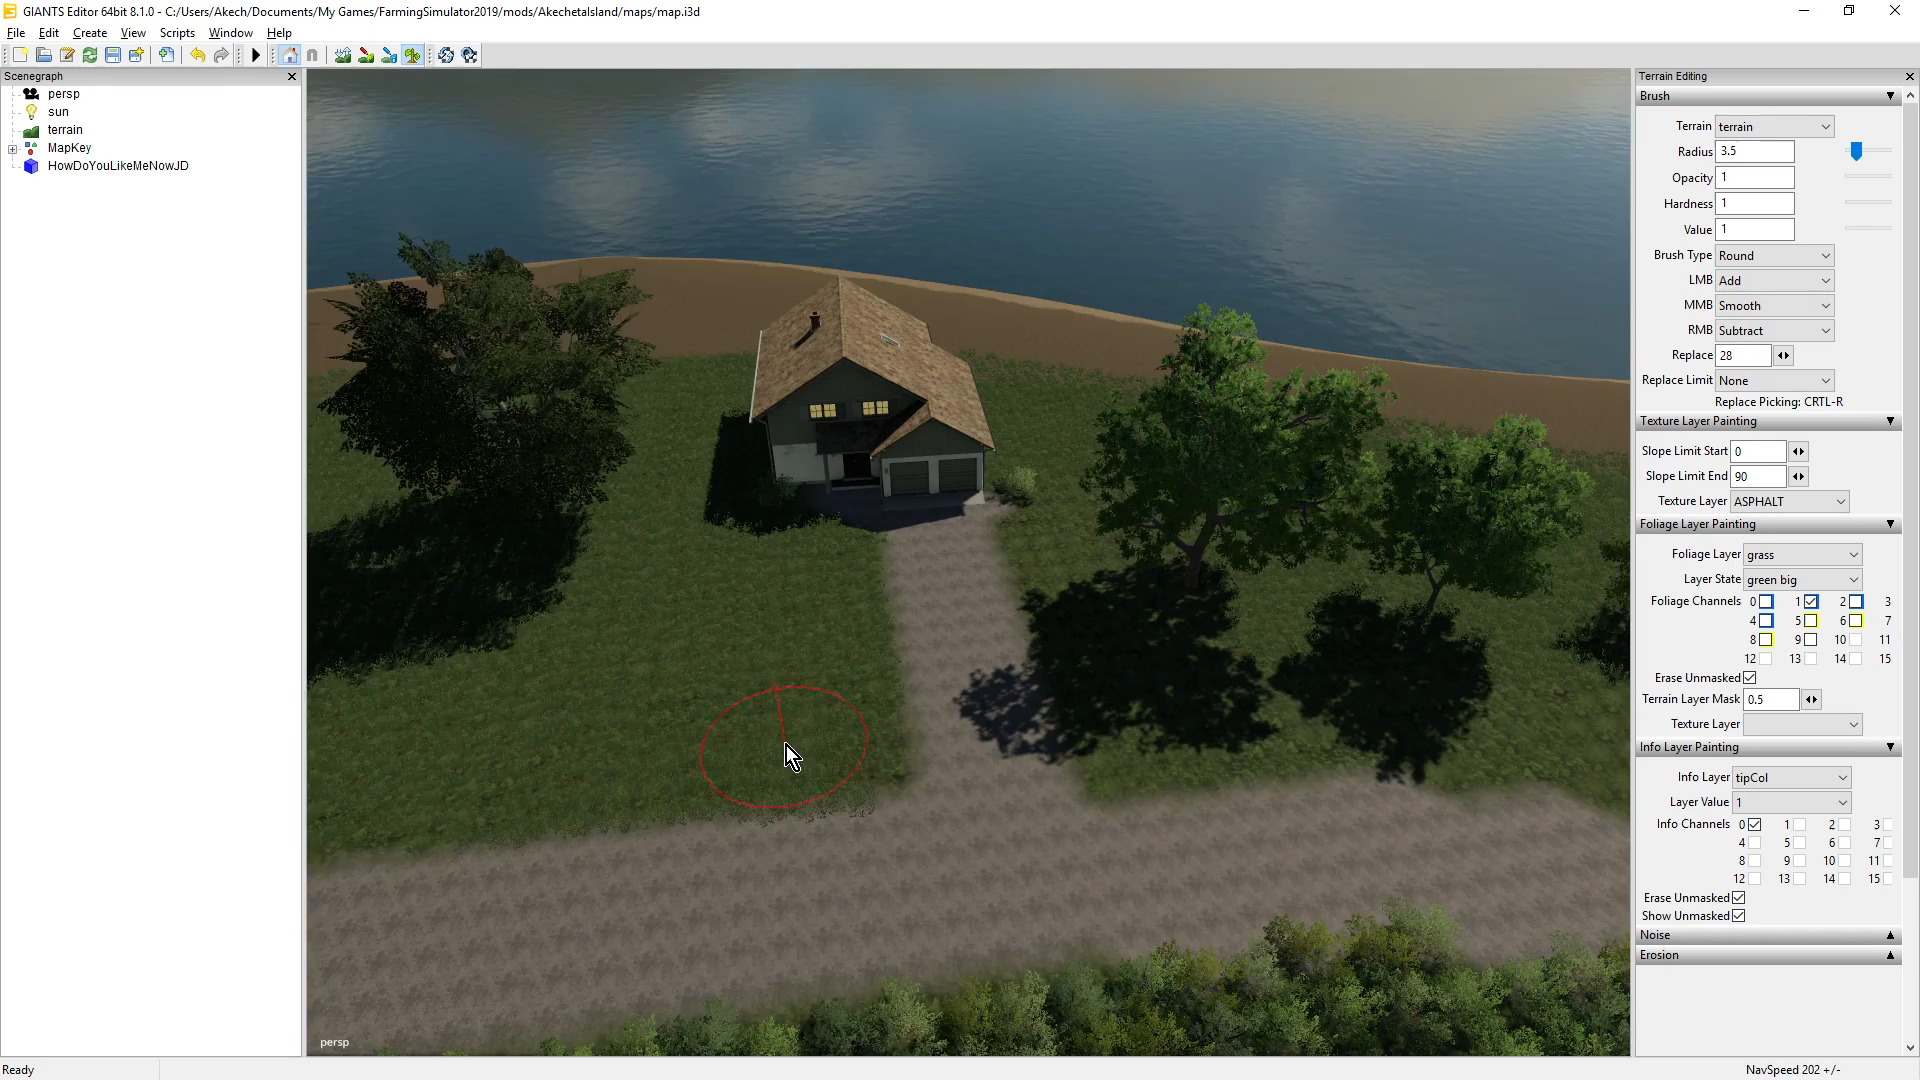 GIANTS Editor 64bit 8.1.0 - C:/Users/Akech/Documents/My Games/FarmingSimulator2019/mods/AkechetaIsland/maps/map.i3d
File Edit Create View Scripts Window Help
Scenegraph
persp
sun
terrain
MapKey
HowDoYouLikeMeNowJD
persp
Terrain Editing
Brush
Terrain terrain
Radius 3.5
Opacity 1
Hardness 1
Value 1
Brush Type Round
LMB Add
MMB Smooth
RMB Subtract
Replace 28
Replace Limit None
Replace Picking: CRTL-R
Texture Layer Painting
Slope Limit Start 0
Slope Limit End 90
Texture Layer ASPHALT
Foliage Layer Painting
Foliage Layer grass
Layer State green big
Foliage Channels 0 1 2 3
4 5 6 7
8 9 10 11
12 13 14 15
Erase Unmasked
Terrain Layer Mask 0.5
Texture Layer
Info Layer Painting
Info Layer tipCol
Layer Value 1
Info Channels 0 1 2 3
4 5 6 7
8 9 10 11
12 13 14 15
Erase Unmasked
Show Unmasked
Noise
Erosion
Ready
NavSpeed 202 +/-